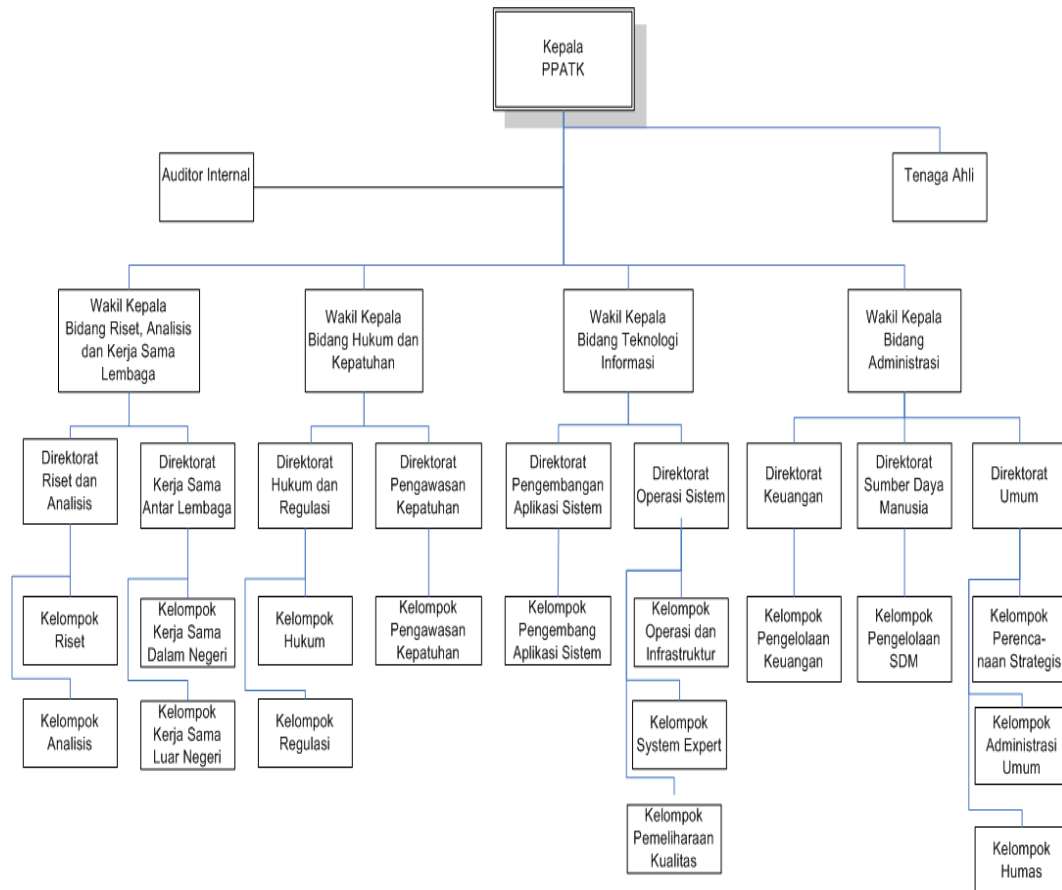 Kepala
PPATK
Auditor Internal
Tenaga Ahli
Wakil Kepala
Bidang Riset, Analisis
dan Kerja Sama
Lembaga
Wakil Kepala
Bidang Hukum dan
Kepatuhan
Wakil Kepala
Bidang Teknologi
Informasi
Wakil Kepala
Bidang
Administrasi
Direktorat
Riset dan
Analisis
Direktorat
Kerja Sama
Antar Lembaga
Direktorat
Hukum dan
Regulasi
Direktorat
Pengawasan
Kepatuhan
Direktorat
Pengembangan
Aplikasi Sistem
Direktorat
Operasi Sistem
Direktorat
Keuangan
Direktorat
Sumber Daya
Manusia
Direktorat
Umum
Kelompok
Riset
Kelompok
Kerja Sama
Dalam Negeri
Kelompok
Hukum
Kelompok
Pengawasan
Kepatuhan
Kelompok
Pengembang
Aplikasi Sistem
Kelompok
Operasi dan
Infrastruktur
Kelompok
Pengelolaan
Keuangan
Kelompok
Pengelolaan
SDM
Kelompok
Perenca-
naan Strategis
Kelompok
Analisis
Kelompok
Kerja Sama
Luar Negeri
Kelompok
Regulasi
Kelompok
System Expert
Kelompok
Administrasi
Umum
Kelompok
Pemeliharaan
Kualitas
Kelompok
Humas